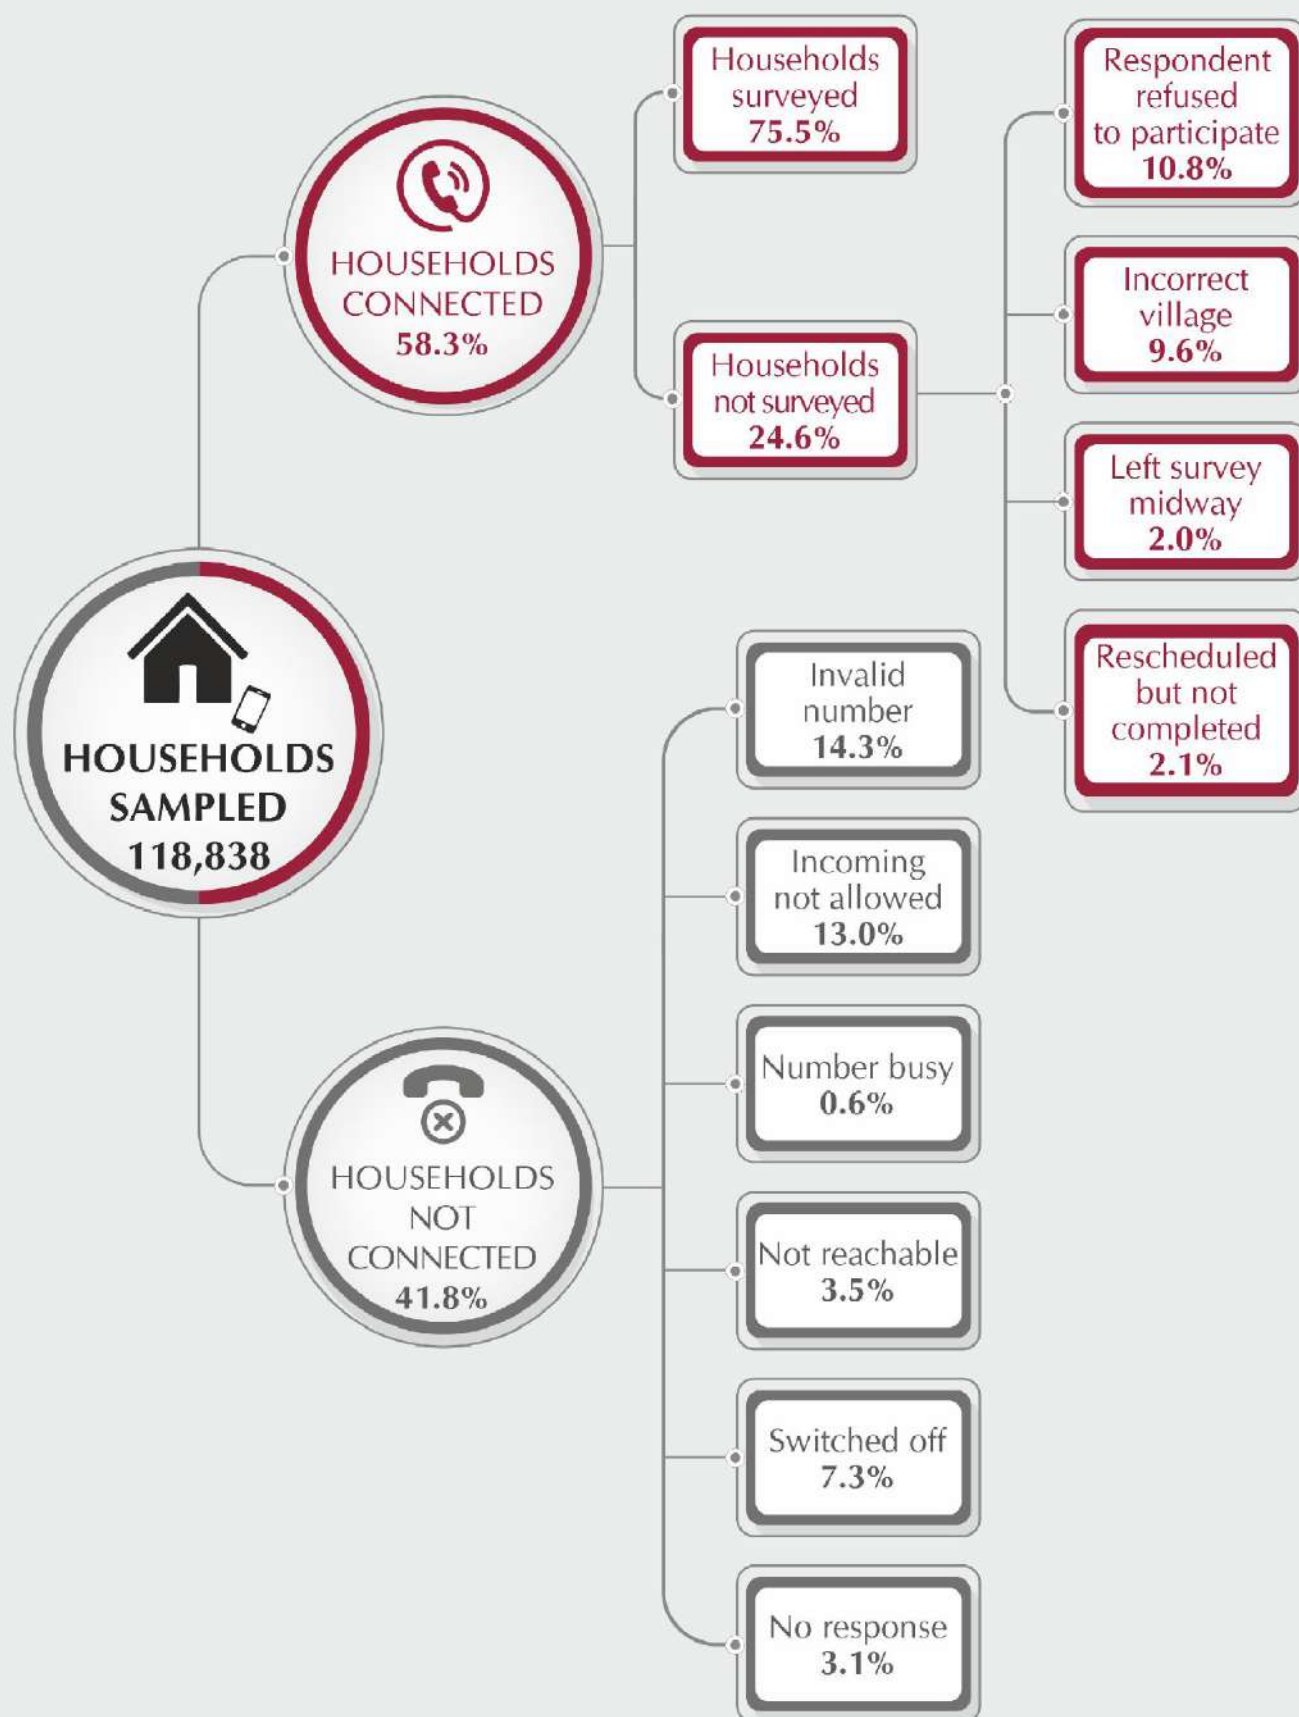 Households
surveyed
75.5%
Respondent
refused
to participate
10.8%
HOUSEHOLDS
CONNECTED
58.3%
Incorrect
village
9.6%
Households
not surveyed
24.6%
Left survey
midway
2.0%
Rescheduled
but not
completed
2.1%
HOUSEHOLDS
SAMPLED
118,838
Invalid
number
14.3%
Incoming
not allowed
13.0%
Number busy
0.6%
HOUSEHOLDS
NOT
CONNECTED
41.8%
Not reachable
3.5%
Switched off
7.3%
No response
3.1%